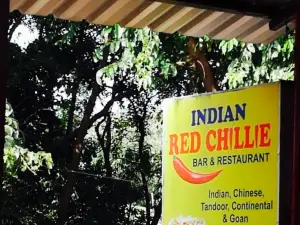 INDIAN
RED CHILLIE
BAR & RESTAURANT
Indian, Chinese,
Tandoor, Continental
& Goan